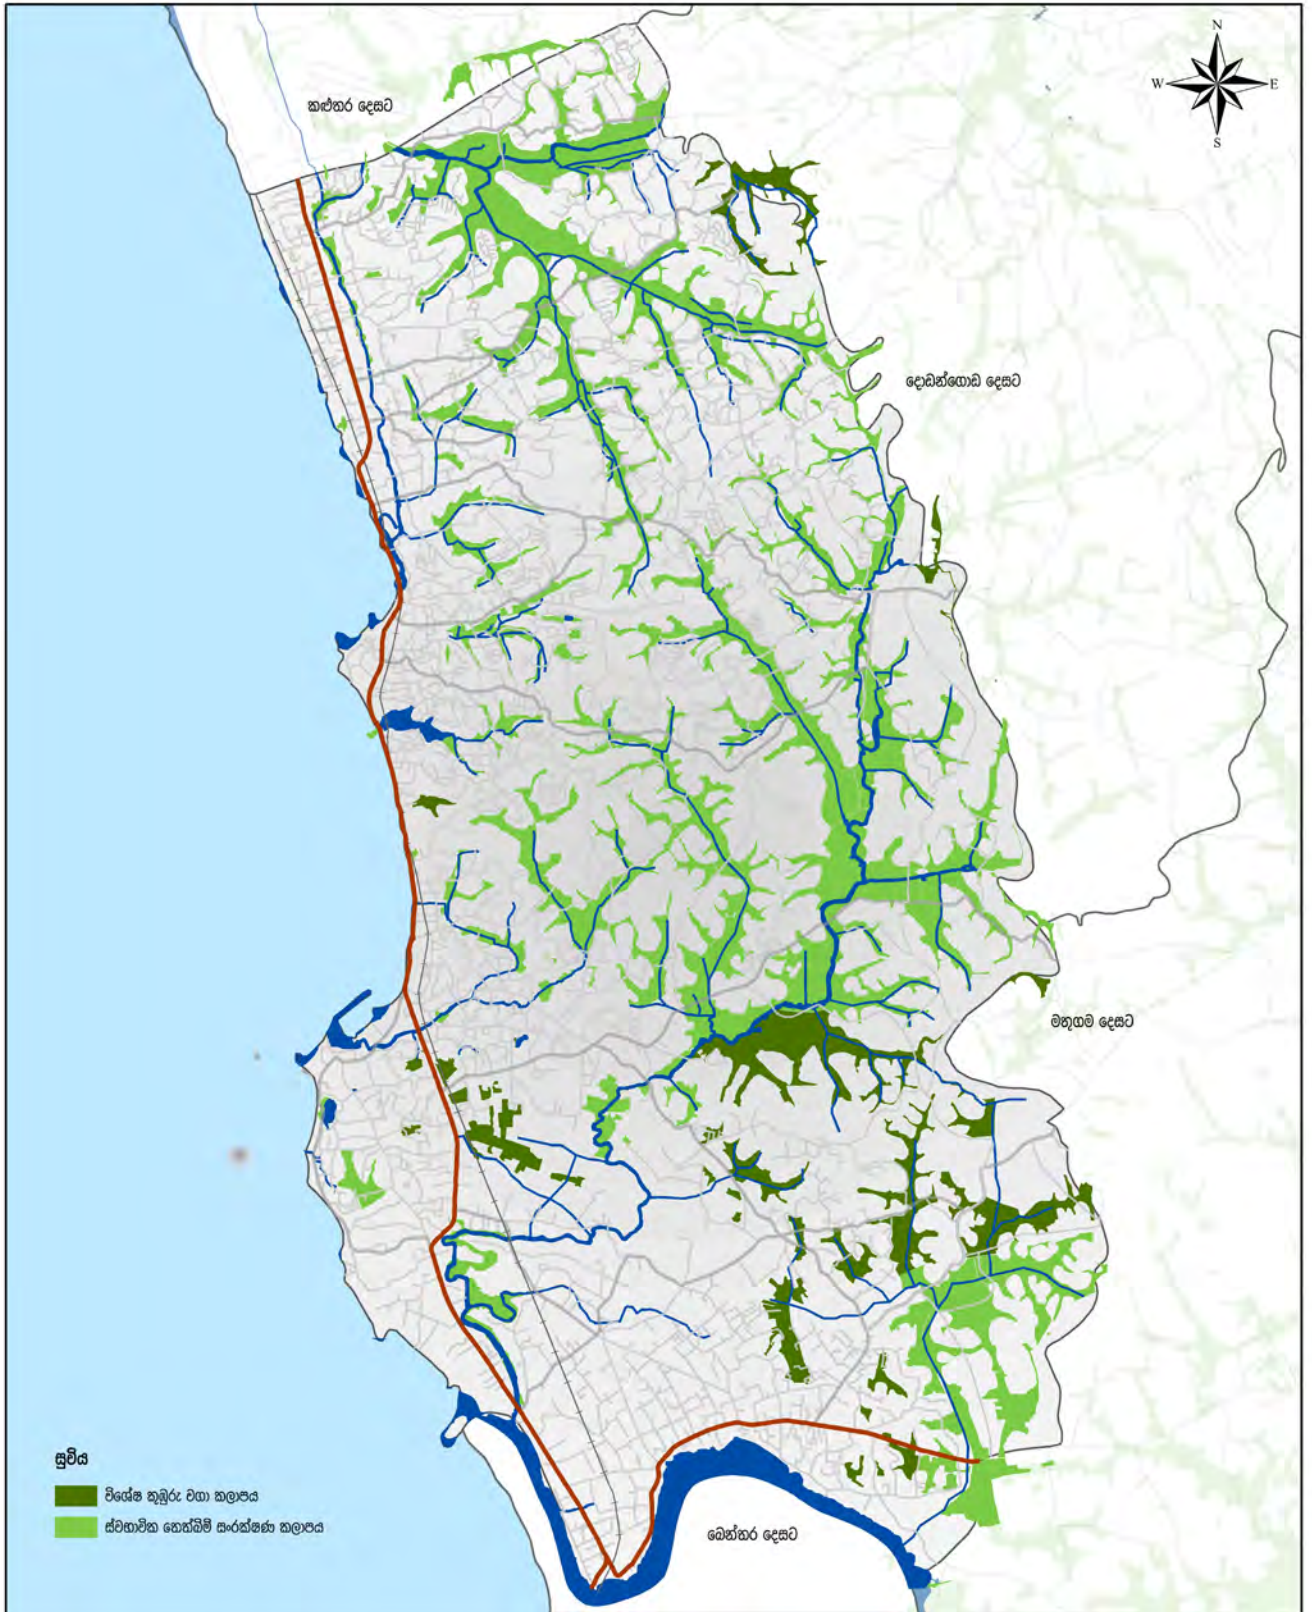 N
W E
S
කළුතර දෙසට
දොඩන්ගොඩ දෙසට
මතුගම දෙසට
බෙන්තර දෙසට
සූචිය
විශේෂ කුඹුරු වගා කලාපය
ස්වභාවික තෙත්බිම් සංරක්ෂණ කලාපය